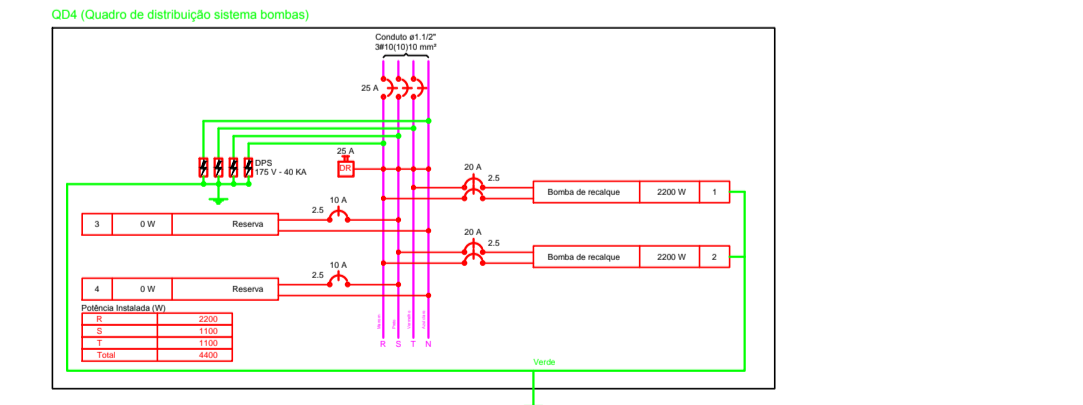 QD4 (Quadro de distribuição sistema bombas)
Conduto ø1.1/2"
3#10(10)10 mm²
25 A
25 A
DR
DPS
175 V - 40 KA
20 A
2.5
Bomba de recalque 2200 W 1
10 A
2.5
3 0 W Reserva
20 A
2.5
Bomba de recalque 2200 W 2
10 A
2.5
4 0 W Reserva
Potência Instalada (W)
R 2200
S 1100
T 1100
Total 4400
Preto
Vermelho
R S T N
Verde